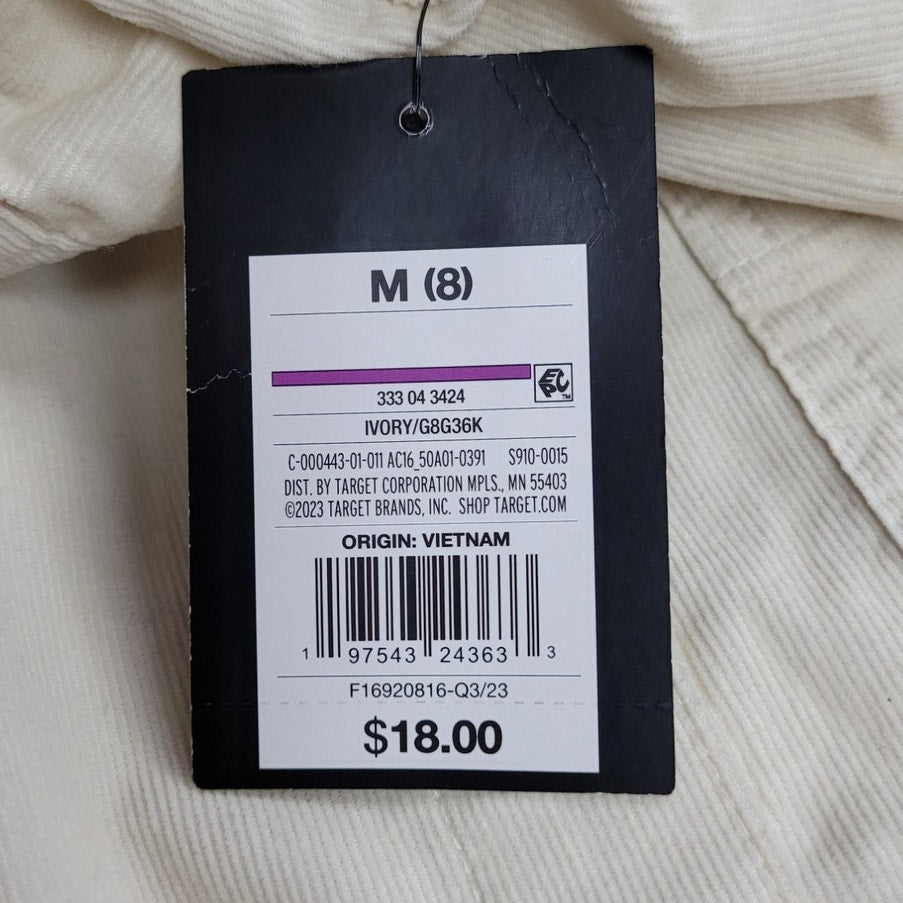 M (8)
EPC TM
333 04 3424
IVORY/G8G36K
C-000443-01-011 AC16_50A01-0391 S910-0015
DIST. BY TARGET CORPORATION MPLS., MN 55403
©2023 TARGET BRANDS, INC. SHOP TARGET.COM
ORIGIN: VIETNAM
1 97543 24363 3
F16920816-Q3/23
$18.00